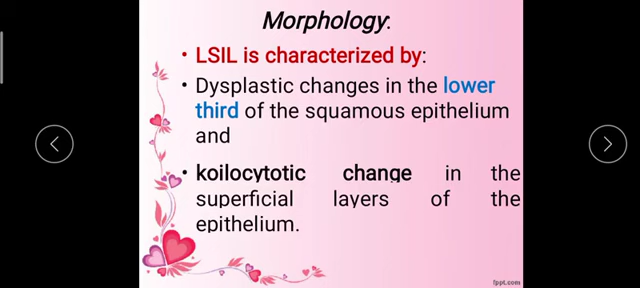 Morphology:
• LSIL is characterized by:
• Dysplastic changes in the lower
third of the squamous epithelium
and
• koilocytotic change in the
superficial layers of the
epithelium.
fppt.com